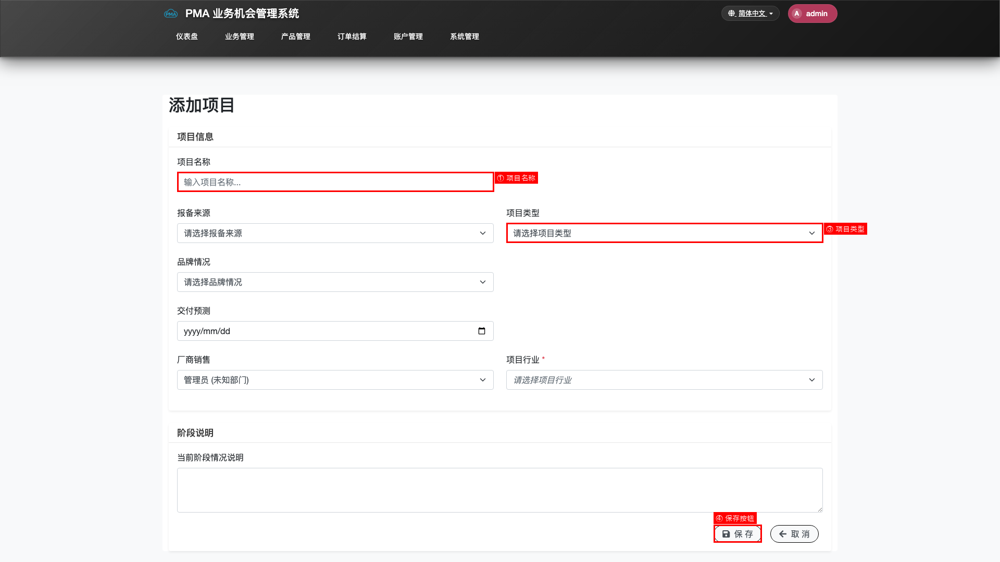 PMA PMA 业务机会管理系统
简体中文
A admin
仪表盘 业务管理 产品管理 订单结算 账户管理 系统管理
添加项目
项目信息
项目名称
输入项目名称...
① 项目名称
报备来源 项目类型
请选择报备来源 请选择项目类型
③ 项目类型
品牌情况
请选择品牌情况
交付预测
yyyy/mm/dd
厂商销售 项目行业 *
管理员 (未知部门) 请选择项目行业
阶段说明
当前阶段情况说明
④ 保存按钮
保 存 取 消